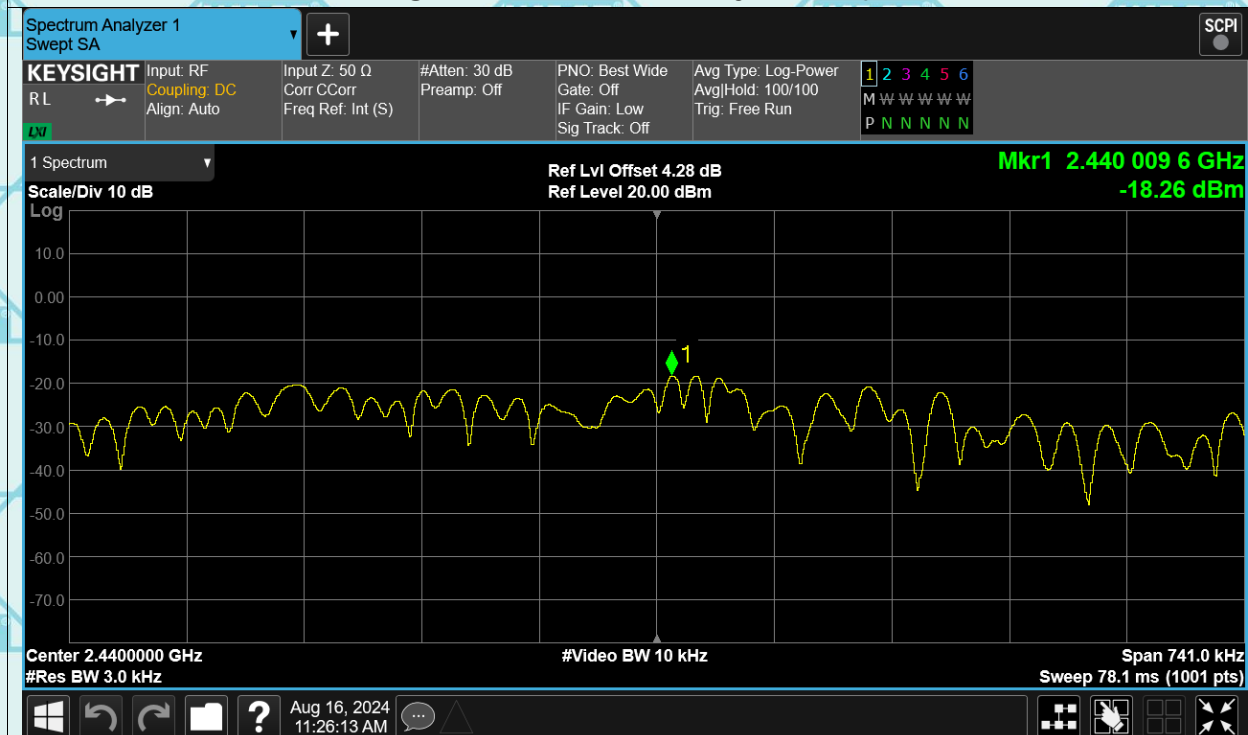 Spectrum Analyzer 1
Swept SA
+
SCPI
KEYSIGHT
RL
LXI
Input: RF
Coupling: DC
Align: Auto
Input Z: 50 Ω
Corr CCorr
Freq Ref: Int (S)
#Atten: 30 dB
Preamp: Off
PNO: Best Wide
Gate: Off
IF Gain: Low
Sig Track: Off
Avg Type: Log-Power
Avg|Hold: 100/100
Trig: Free Run
1 2 3 4 5 6
M W W W W W
P N N N N N
1 Spectrum
Scale/Div 10 dB
Ref Lvl Offset 4.28 dB
Ref Level 20.00 dBm
Mkr1 2.440 009 6 GHz
-18.26 dBm
Log
10.0
0.00
-10.0
-20.0
-30.0
-40.0
-50.0
-60.0
-70.0
1
Center 2.4400000 GHz
#Res BW 3.0 kHz
#Video BW 10 kHz
Span 741.0 kHz
Sweep 78.1 ms (1001 pts)
?
Aug 16, 2024
11:26:13 AM